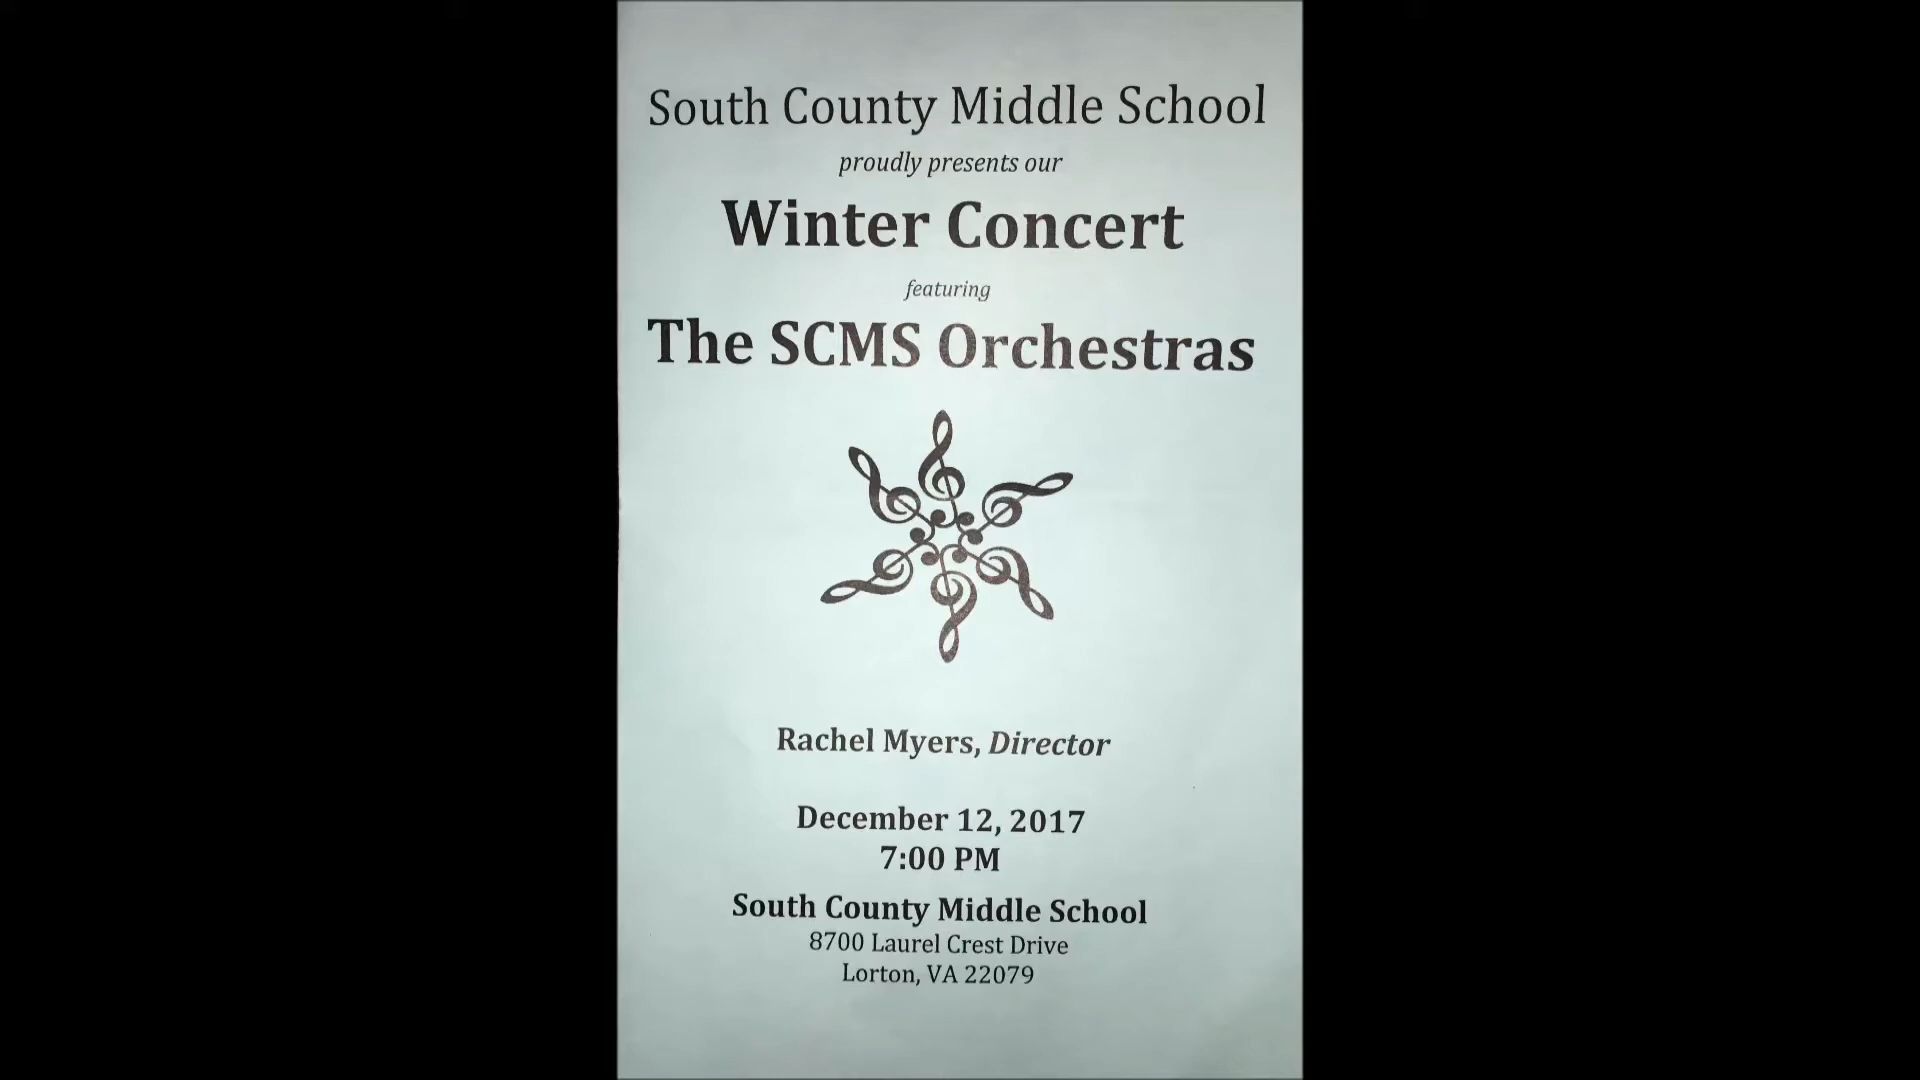 South County Middle School
proudly presents our
Winter Concert
featuring
The SCMS Orchestras
Rachel Myers, Director
December 12, 2017
7:00 PM
South County Middle School
8700 Laurel Crest Drive
Lorton, VA 22079